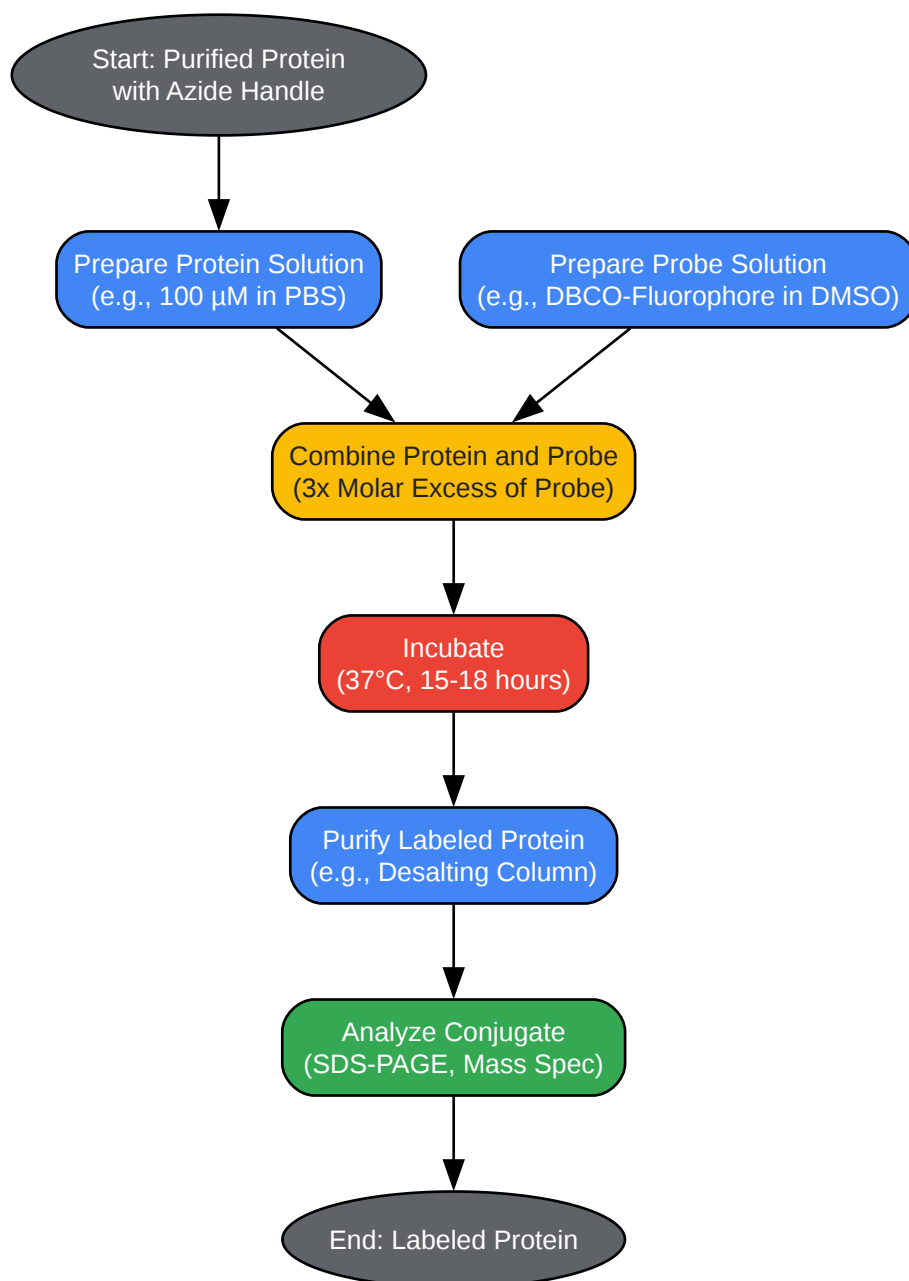 Start: Purified Protein
with Azide Handle
Prepare Protein Solution
(e.g., 100 µM in PBS)
Prepare Probe Solution
(e.g., DBCO-Fluorophore in DMSO)
Combine Protein and Probe
(3x Molar Excess of Probe)
Incubate
(37°C, 15-18 hours)
Purify Labeled Protein
(e.g., Desalting Column)
Analyze Conjugate
(SDS-PAGE, Mass Spec)
End: Labeled Protein